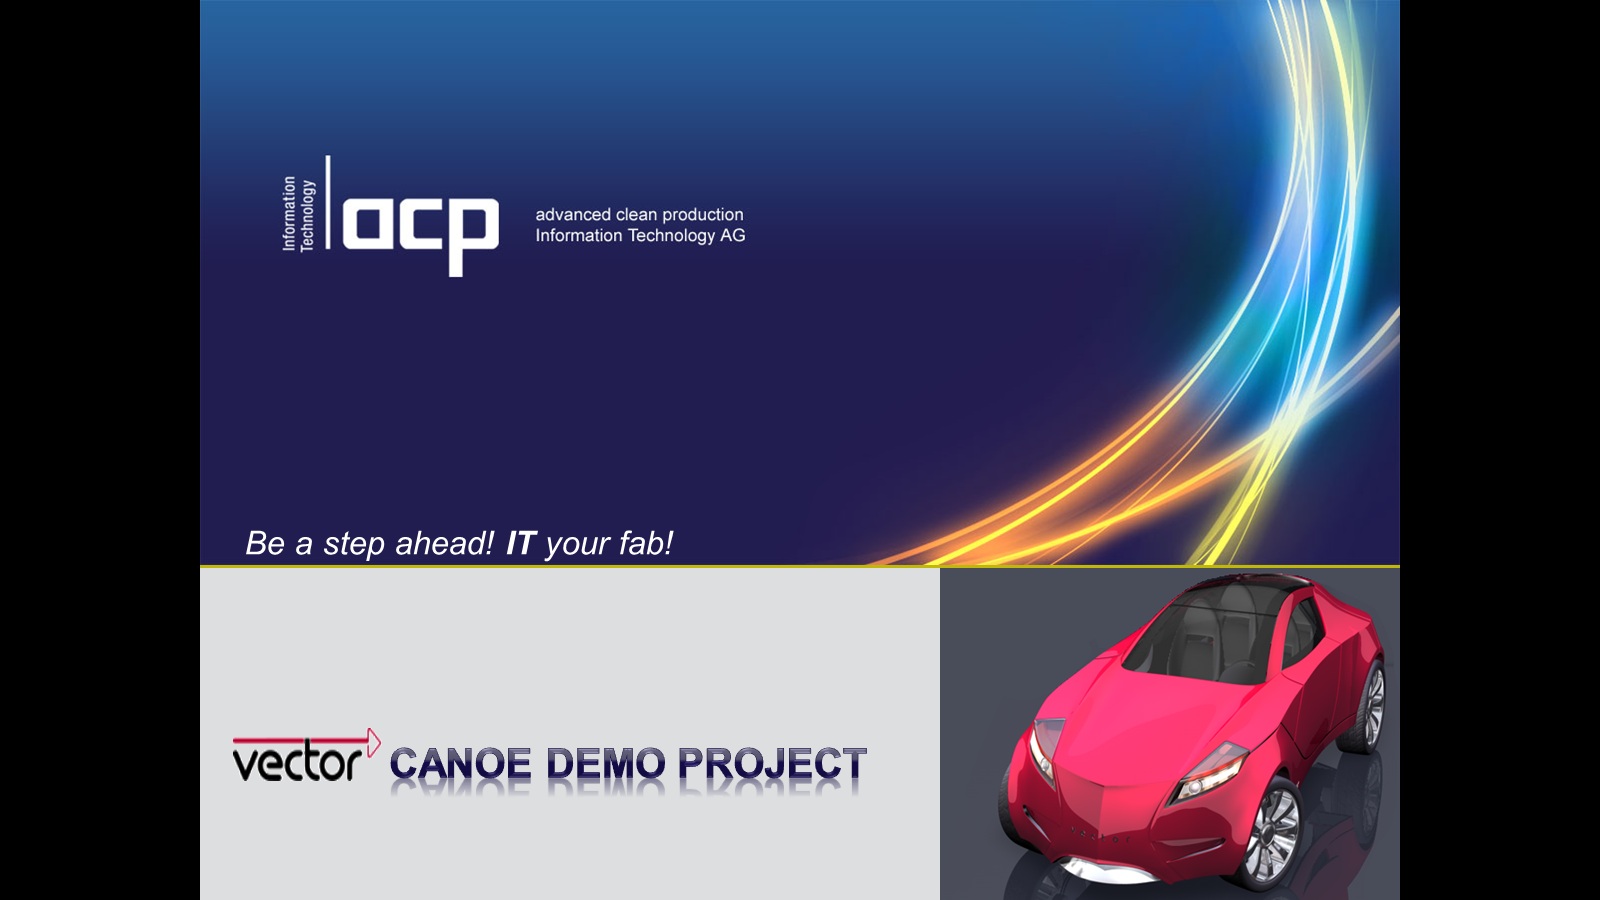 Information
Technology
acp
advanced clean production
Information Technology AG
Be a step ahead! IT your fab!
vector CANOE DEMO PROJECT
VECTOR